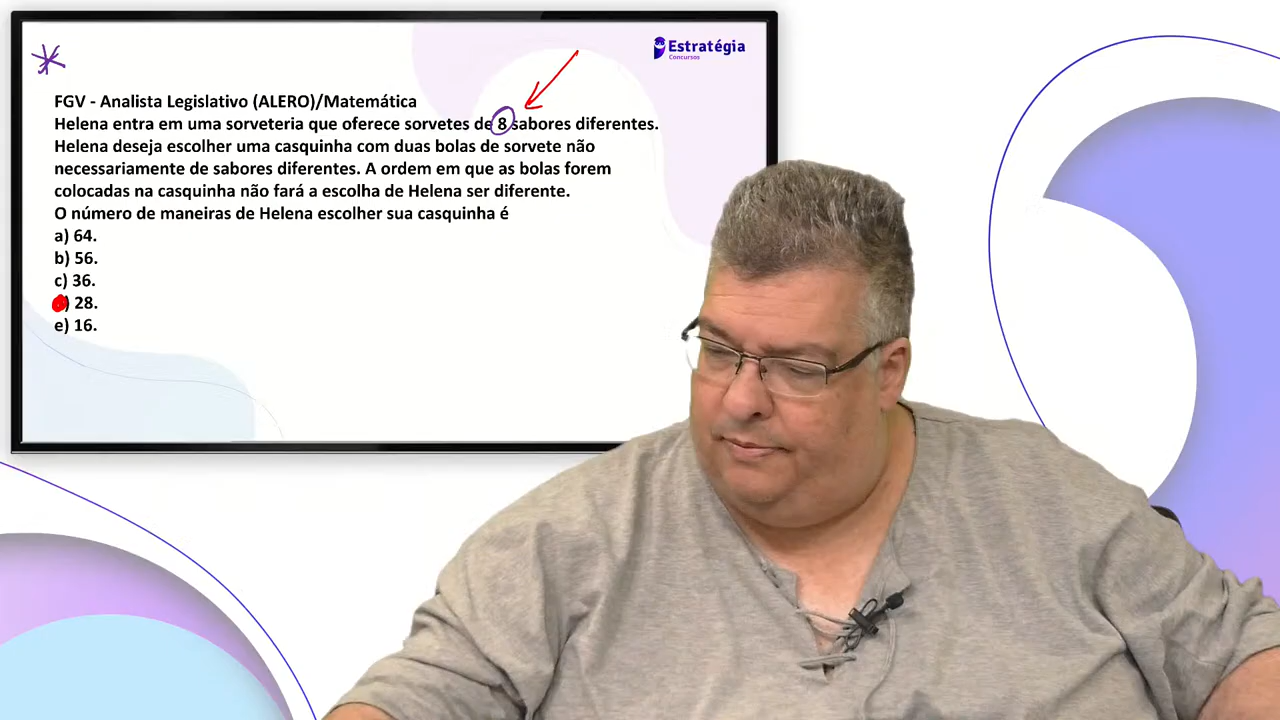 Estratégia
Concursos
FGV - Analista Legislativo (ALERO)/Matemática
Helena entra em uma sorveteria que oferece sorvetes de 8 sabores diferentes.
Helena deseja escolher uma casquinha com duas bolas de sorvete não
necessariamente de sabores diferentes. A ordem em que as bolas forem
colocadas na casquinha não fará a escolha de Helena ser diferente.
O número de maneiras de Helena escolher sua casquinha é
a) 64.
b) 56.
c) 36.
) 28.
e) 16.